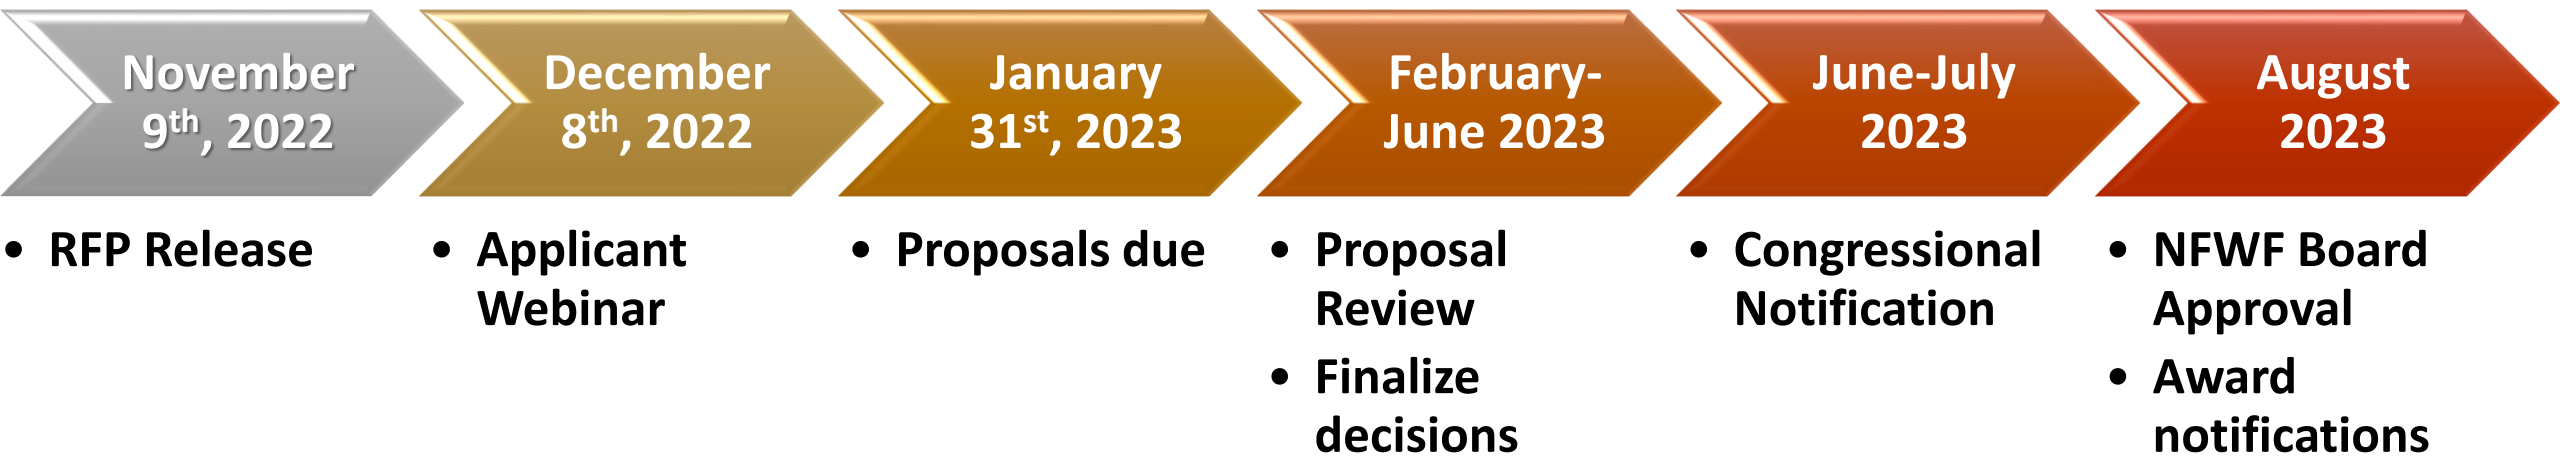 November
9th, 2022
December
8th, 2022
January
31st, 2023
February-
June 2023
June-July
2023
August
2023
• RFP Release
• Applicant
Webinar
• Proposals due
• Proposal
Review
• Finalize
decisions
• Congressional
Notification
• NFWF Board
Approval
• Award
notifications